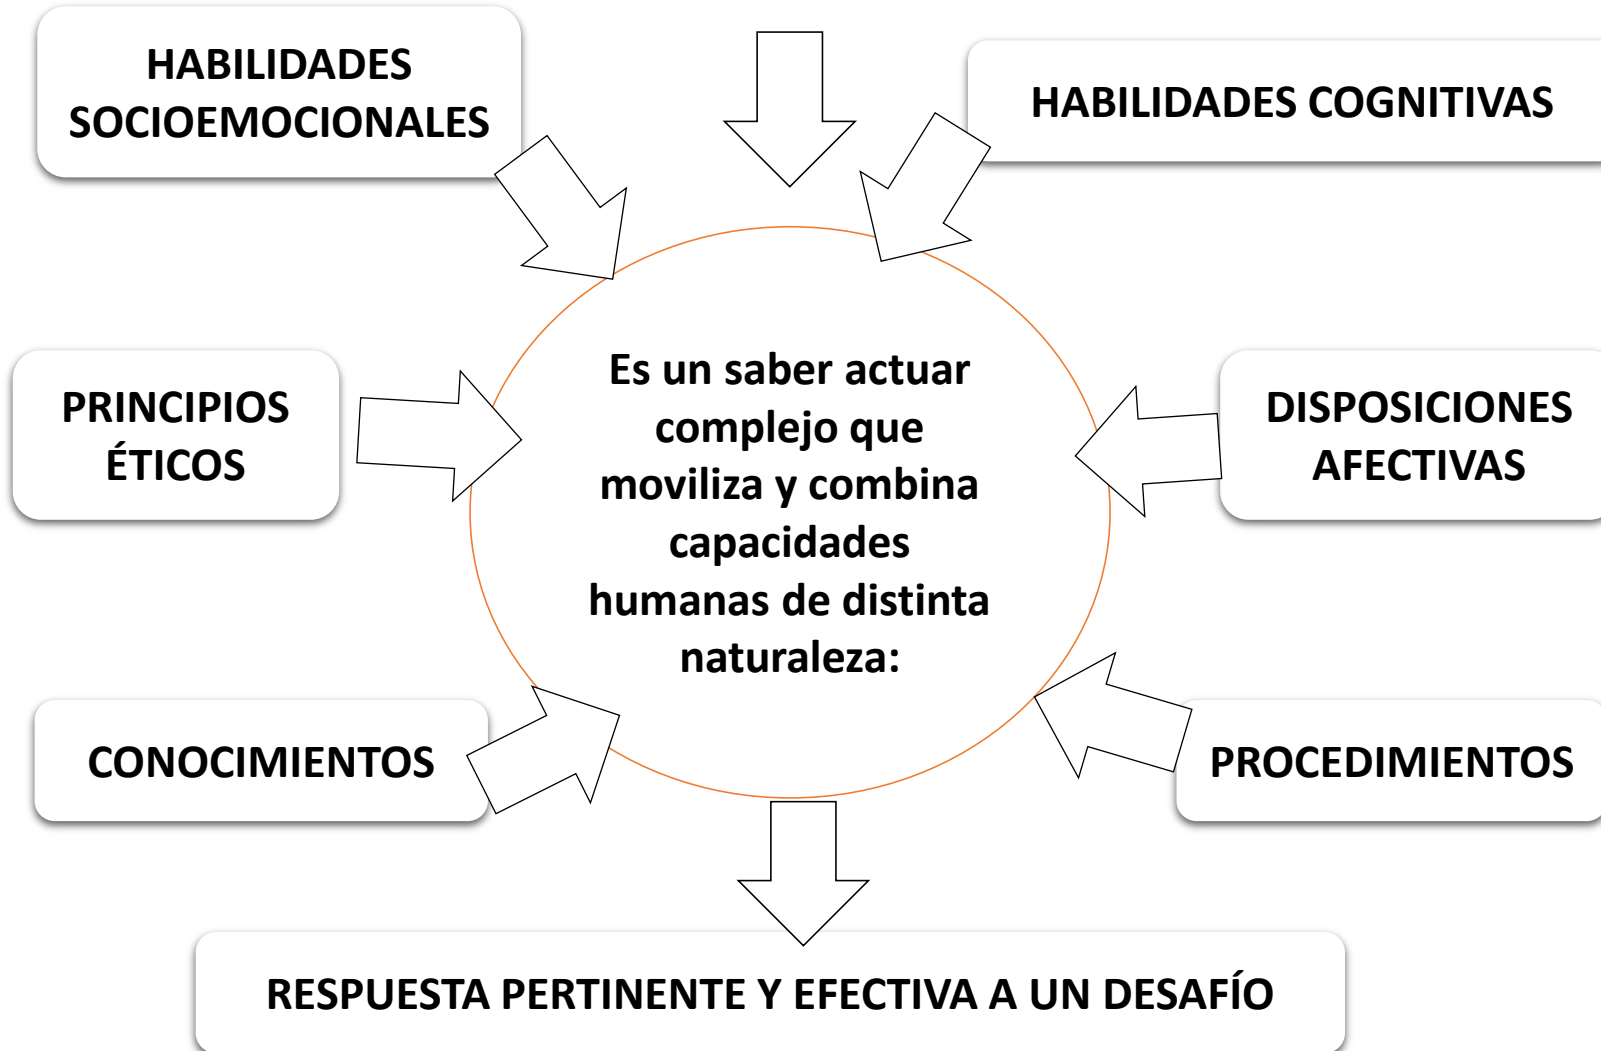 HABILIDADES
SOCIOEMOCIONALES
HABILIDADES COGNITIVAS
PRINCIPIOS
ÉTICOS
Es un saber actuar
complejo que
moviliza y combina
capacidades
humanas de distinta
naturaleza:
DISPOSICIONES
AFECTIVAS
CONOCIMIENTOS
PROCEDIMIENTOS
RESPUESTA PERTINENTE Y EFECTIVA A UN DESAFÍO